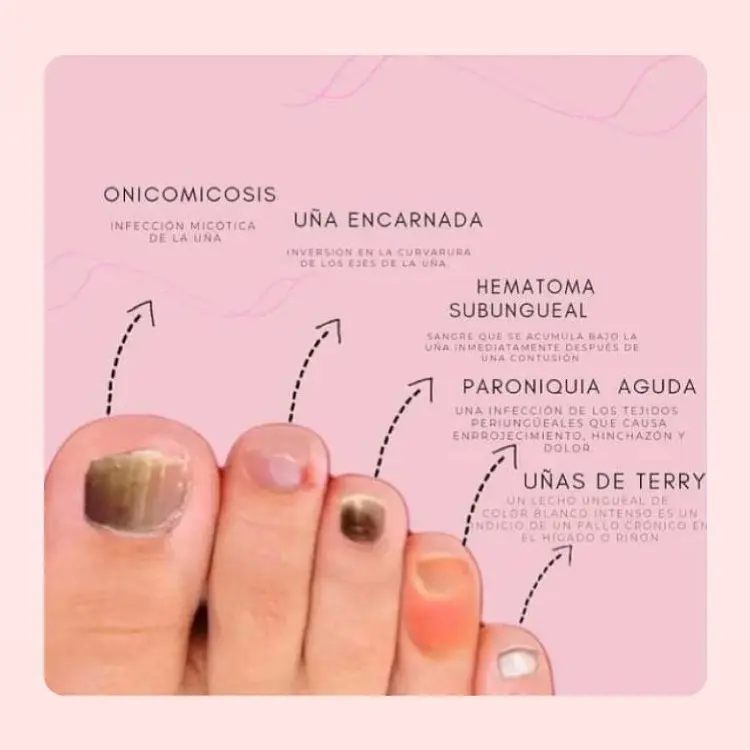 ONICOMICOSIS
INFECCIÓN MICÓTICA
DE LA UÑA
UÑA ENCARNADA
INVERSION EN LA CURVARURA
DE LOS EJES DE LA UÑA.
HEMATOMA
SUBUNGUEAL
SANGRE QUE SE ACUMULA BAJO LA
UÑA INMEDIATAMENTE DESPUÉS DE
UNA CONTUSIÓN
PARONIQUIA AGUDA
UNA INFECCIÓN DE LOS TEJIDOS
PERIUNGÜEALES QUE CAUSA
ENRROJECIMIENTO, HINCHAZÓN Y
DOLOR.
UÑAS DE TERRY
UN LECHO UNGUEAL DE
COLOR BLANCO INTENSO ES UN
INDICIO DE UN FALLO CRÓNICO EN
EL HÍGADO O RIÑÓN